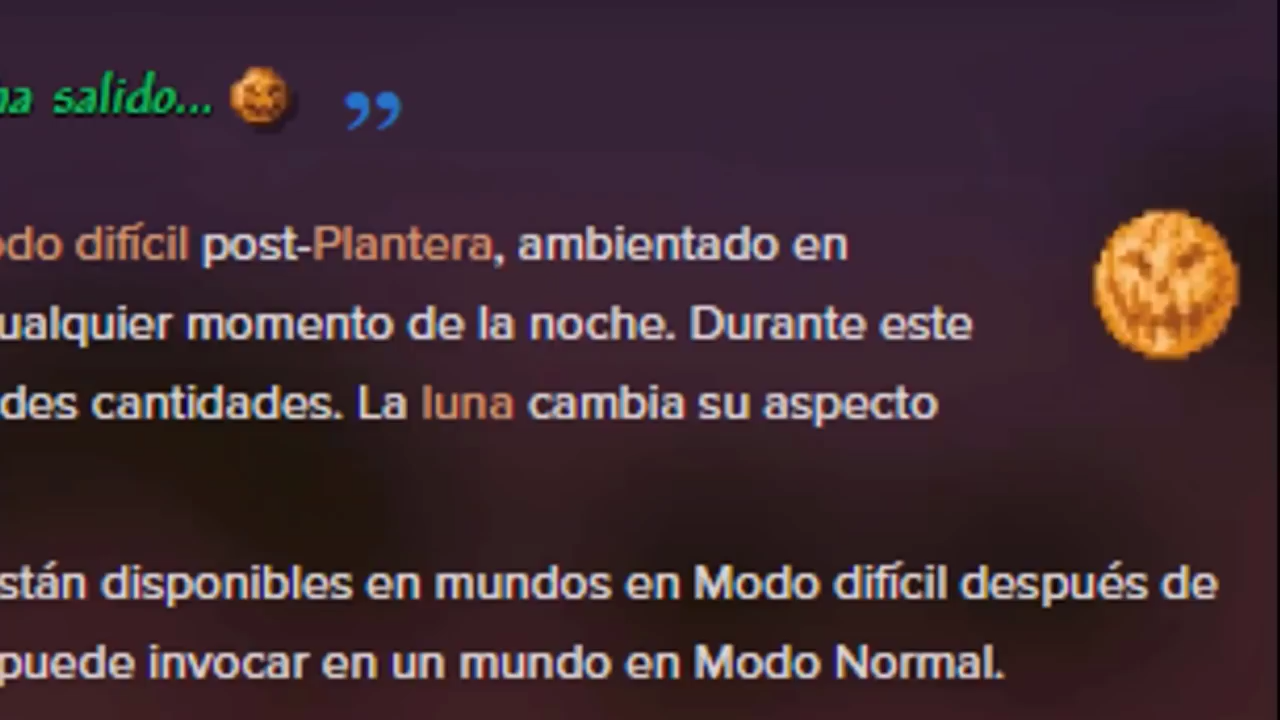 ha salido... ”
odo difícil post-Plantera, ambientado en
ualquier momento de la noche. Durante este
des cantidades. La luna cambia su aspecto
stán disponibles en mundos en Modo difícil después de
puede invocar en un mundo en Modo Normal.